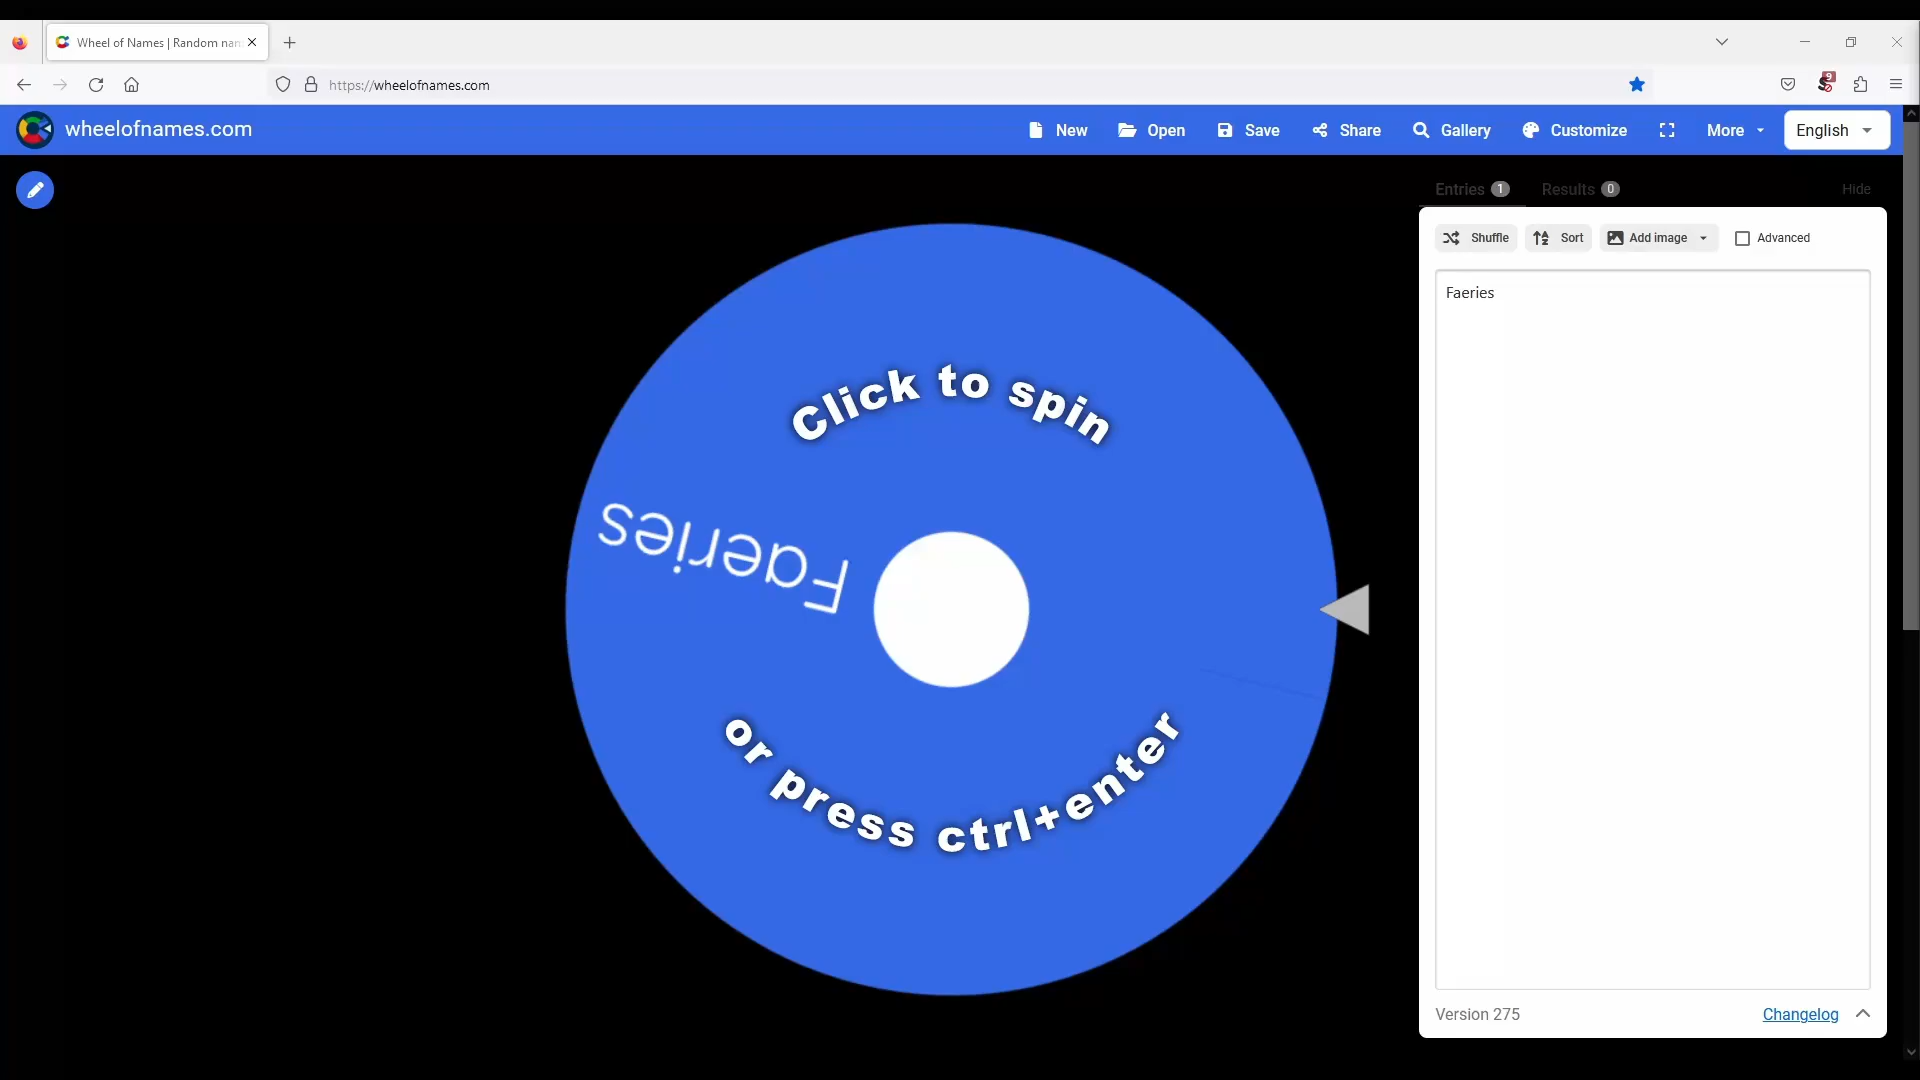 Wheel of Names | Random nam
https://wheelofnames.com
9
wheelofnames.com
New
Open
Save
Share
Gallery
Customize
More
English
Entries 1
Results 0
Hide
Shuffle
Sort
Add image
Advanced
Faeries
Click to spin
Faeries
or press ctrl+enter
Version 275
Changelog